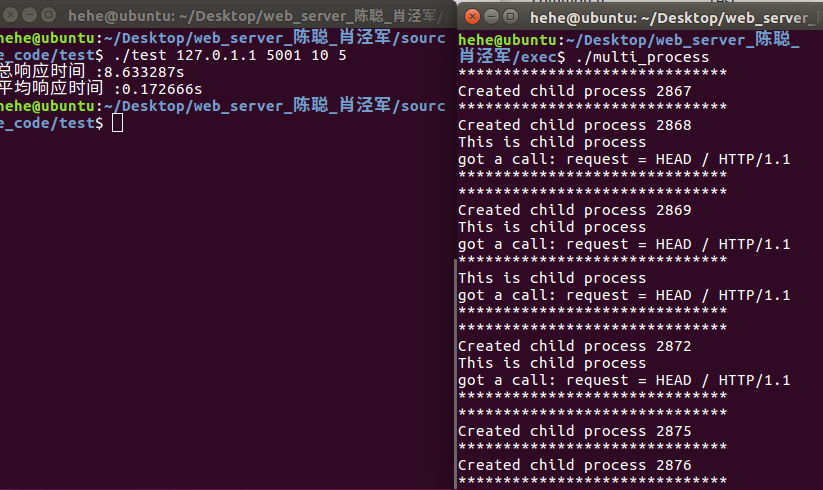 hehe@ubuntu: ~/Desktop/web_server_陈聪_肖泾军/s
hehe@ubuntu:~/Desktop/web_server_陈聪_肖泾军/sourc
e_code/test$ ./test 127.0.1.1 5001 10 5
总响应时间 :8.633287s
平均响应时间 :0.172666s
hehe@ubuntu:~/Desktop/web_server_陈聪_肖泾军/sourc
e_code/test$
hehe@ubuntu: ~/Desktop/web_server_
hehe@ubuntu:~/Desktop/web_server_陈聪_
肖泾军/exec$ ./multi_process
******************************
Created child process 2867
******************************
Created child process 2868
This is child process
got a call: request = HEAD / HTTP/1.1
******************************
******************************
Created child process 2869
This is child process
got a call: request = HEAD / HTTP/1.1
******************************
This is child process
got a call: request = HEAD / HTTP/1.1
******************************
******************************
Created child process 2872
This is child process
got a call: request = HEAD / HTTP/1.1
******************************
******************************
Created child process 2875
******************************
Created child process 2876
******************************